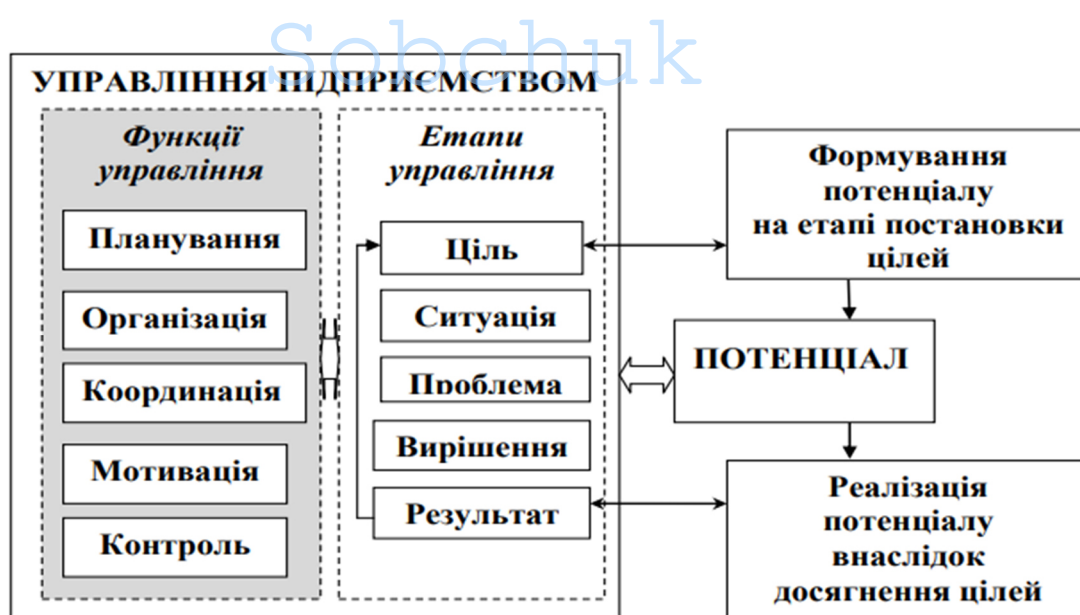 Sobchuk
УПРАВЛІННЯ ПІДПРИЄМСТВОМ
Функції
управління
Планування
Організація
Координація
Мотивація
Контроль
Етапи
управління
Ціль
Ситуація
Проблема
Вирішення
Результат
Формування
потенціалу
на етапі постановки
цілей
ПОТЕНЦІАЛ
Реалізація
потенціалу
внаслідок
досягнення цілей